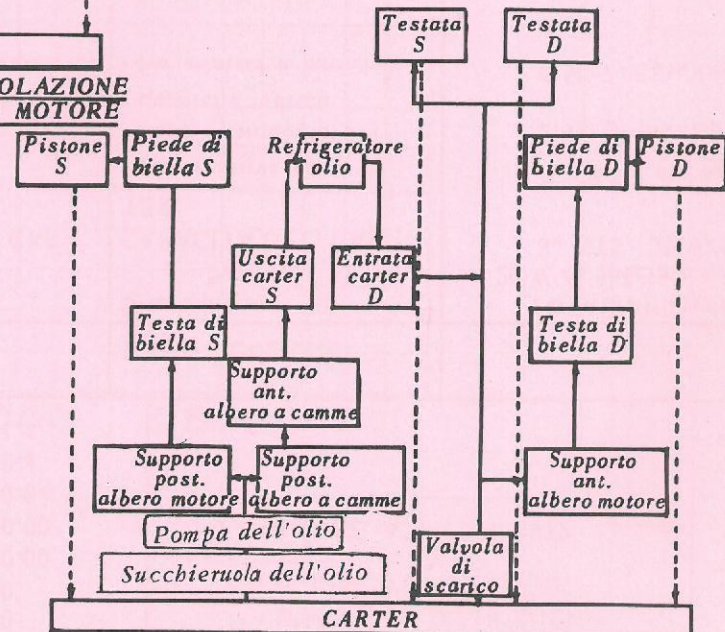 Testata
S
Testata
D
OLAZIONE
MOTORE
Pistone
S
Piede di
biella S
Refrigeratore
olio
Piede di
biella D
Pistone
D
Uscita
carter
S
Entrata
carter
D
Testa di
biella S
Testa di
biella D
Supporto
ant.
albero a camme
Supporto
post.
albero motore
Supporto
post.
albero a camme
Supporto
ant.
albero motore
Pompa dell'olio
Valvola
di
scarico
Succhieruola dell'olio
CARTER